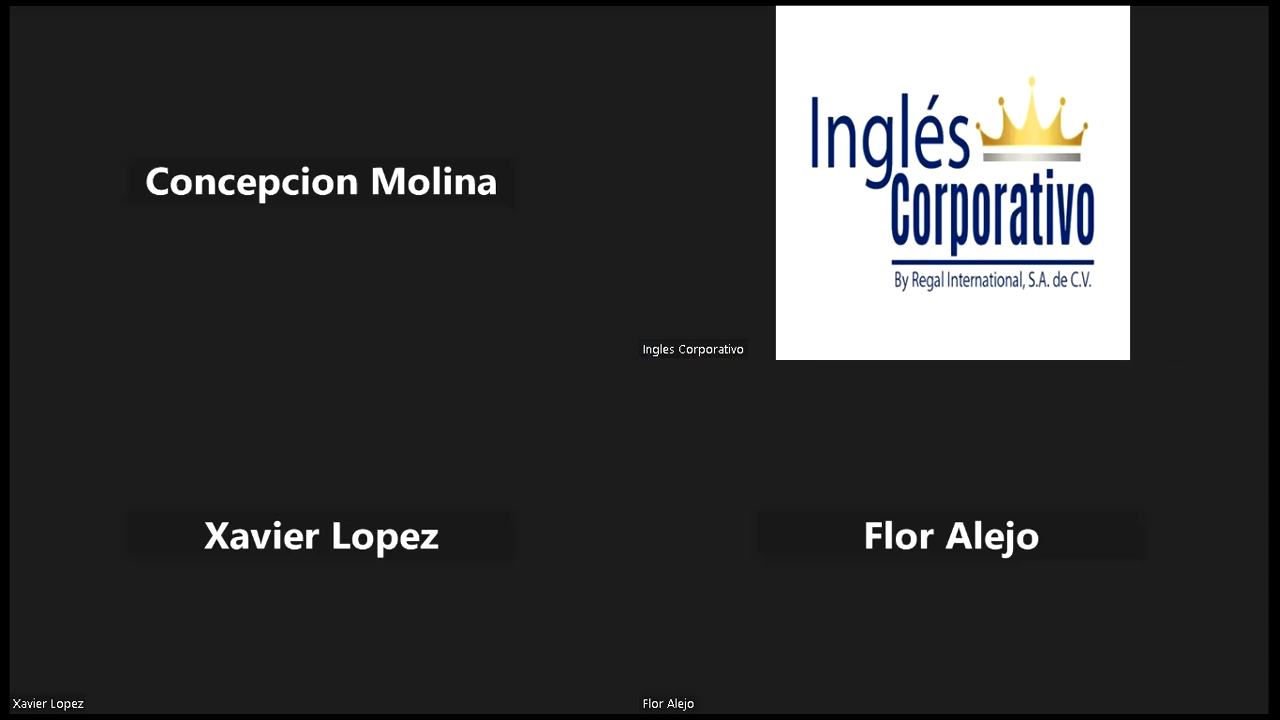 Concepcion Molina
Inglés
Corporativo
By Regal International, S.A. de C.V.
Ingles Corporativo
Xavier Lopez
Flor Alejo
Xavier Lopez
Flor Alejo